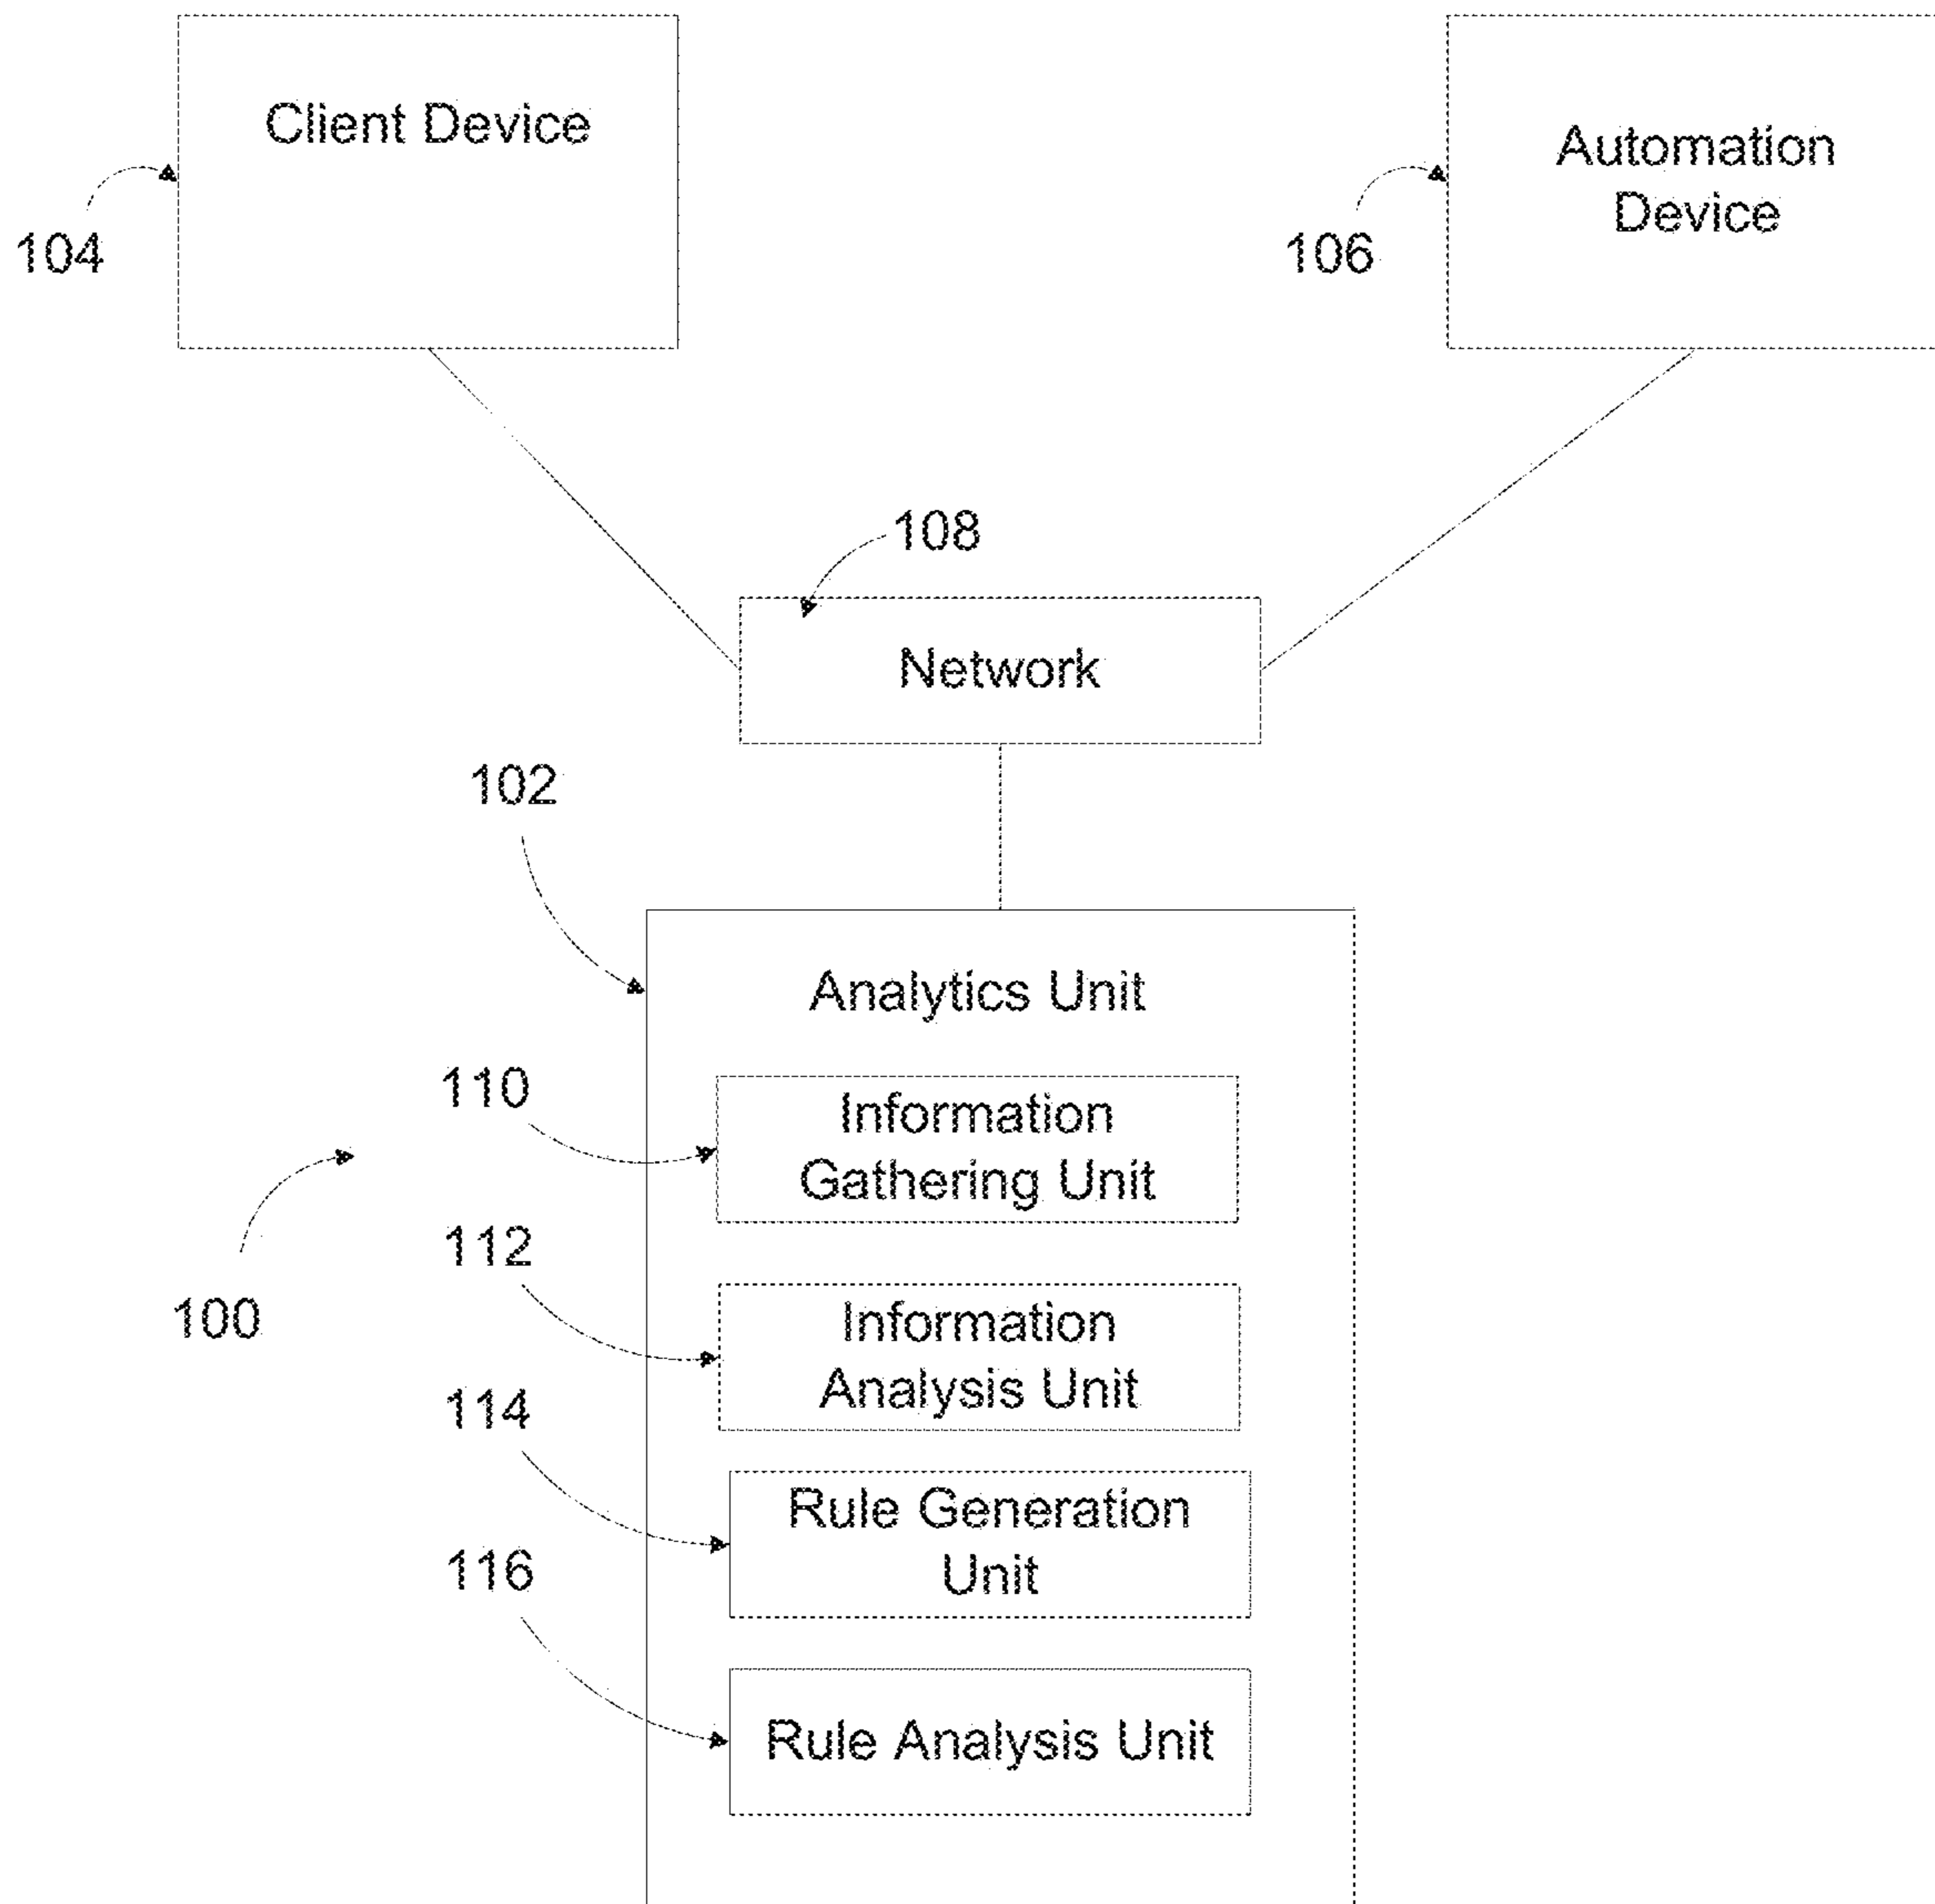 Client Device
Automation
Device
104
106
108
Network
102
Analytics Unit
110
Information
Gathering Unit
112
Information
Analysis Unit
100
114
Rule Generation
Unit
116
Rule Analysis Unit